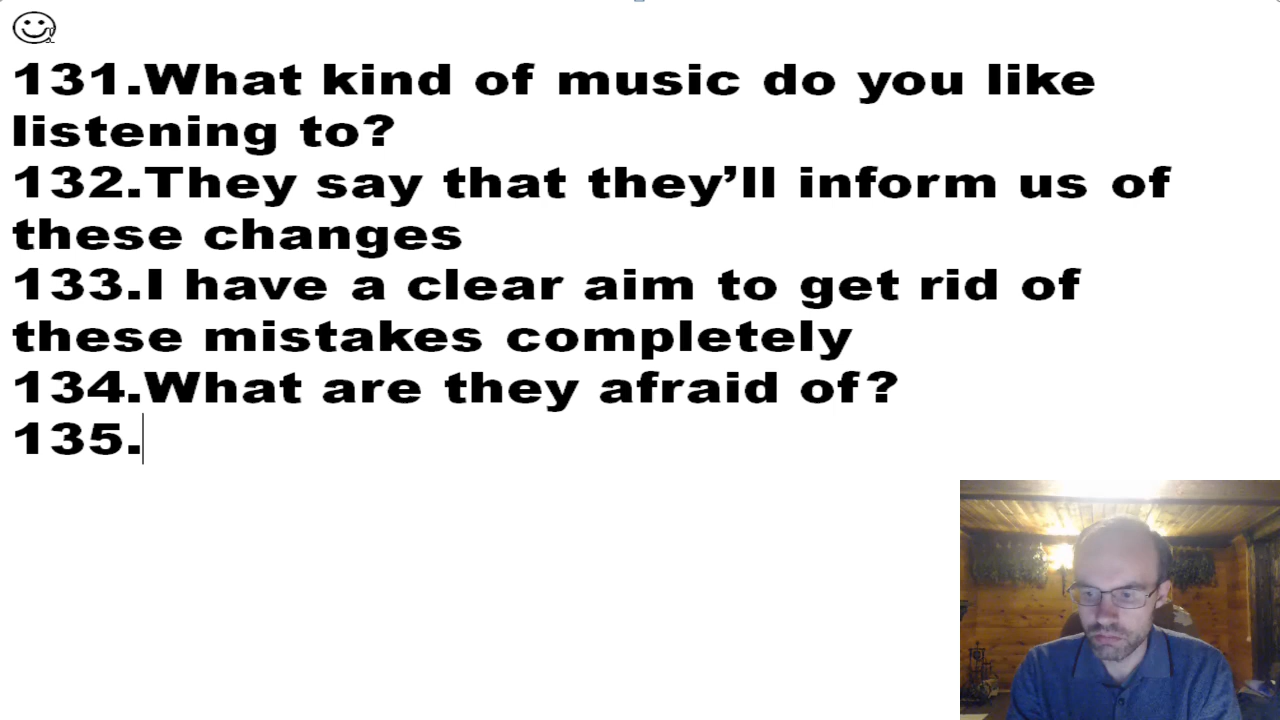 131.What kind of music do you like
listening to?
132.They say that they’ll inform us of
these changes
133.I have a clear aim to get rid of
these mistakes completely
134.What are they afraid of?
135.